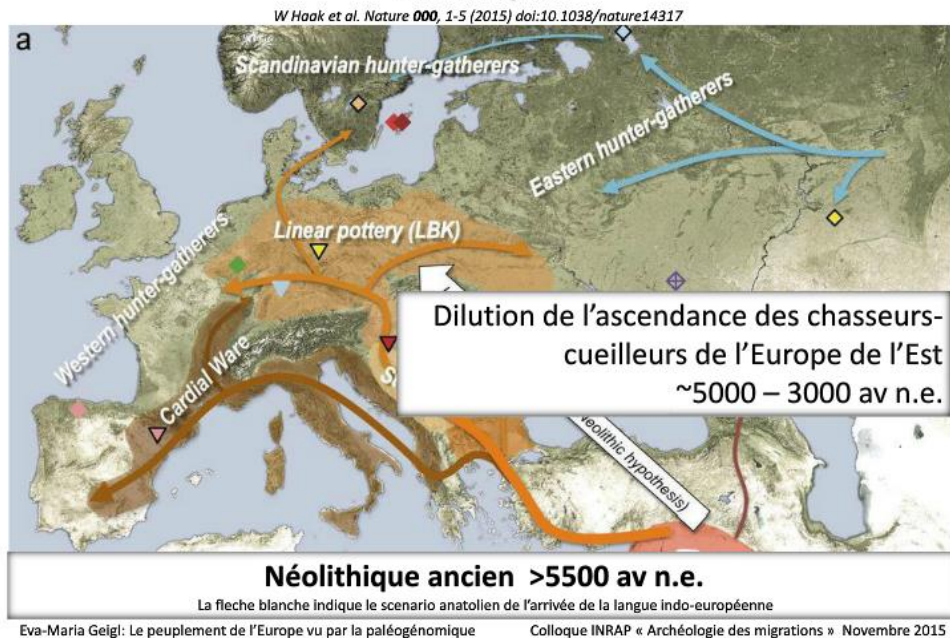 W Haak et al. Nature 000, 1-5 (2015) doi:10.1038/nature14317
a
Scandinavian hunter-gatherers
Eastern hunter-gatherers
Linear pottery (LBK)
Western hunter-gatherers
Cardial Ware
Dilution de l’ascendance des chasseurs-
cueilleurs de l’Europe de l’Est
~5000 – 3000 av n.e.
Neolithic hypothesis)
Néolithique ancien >5500 av n.e.
La fleche blanche indique le scenario anatolien de l’arrivée de la langue indo-européenne
Eva-Maria Geigl: Le peuplement de l’Europe vu par la paléogénomique
Colloque INRAP « Archéologie des migrations » Novembre 2015